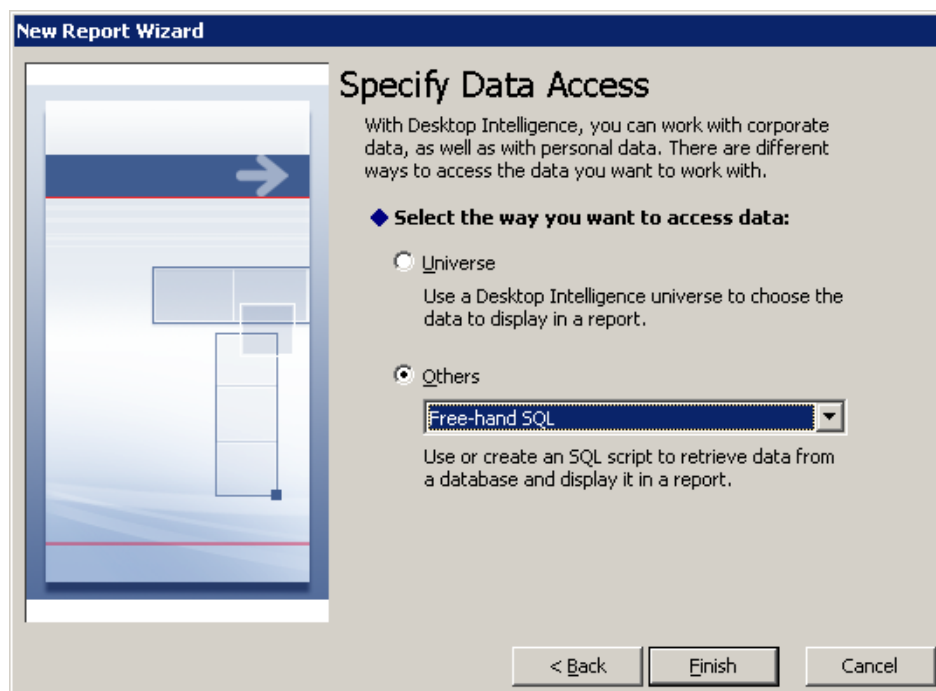 New Report Wizard
Specify Data Access
With Desktop Intelligence, you can work with corporate
data, as well as with personal data. There are different
ways to access the data you want to work with.
Select the way you want to access data:
Universe
Use a Desktop Intelligence universe to choose the
data to display in a report.
Others
Free-hand SQL
Use or create an SQL script to retrieve data from
a database and display it in a report.
< Back Finish Cancel